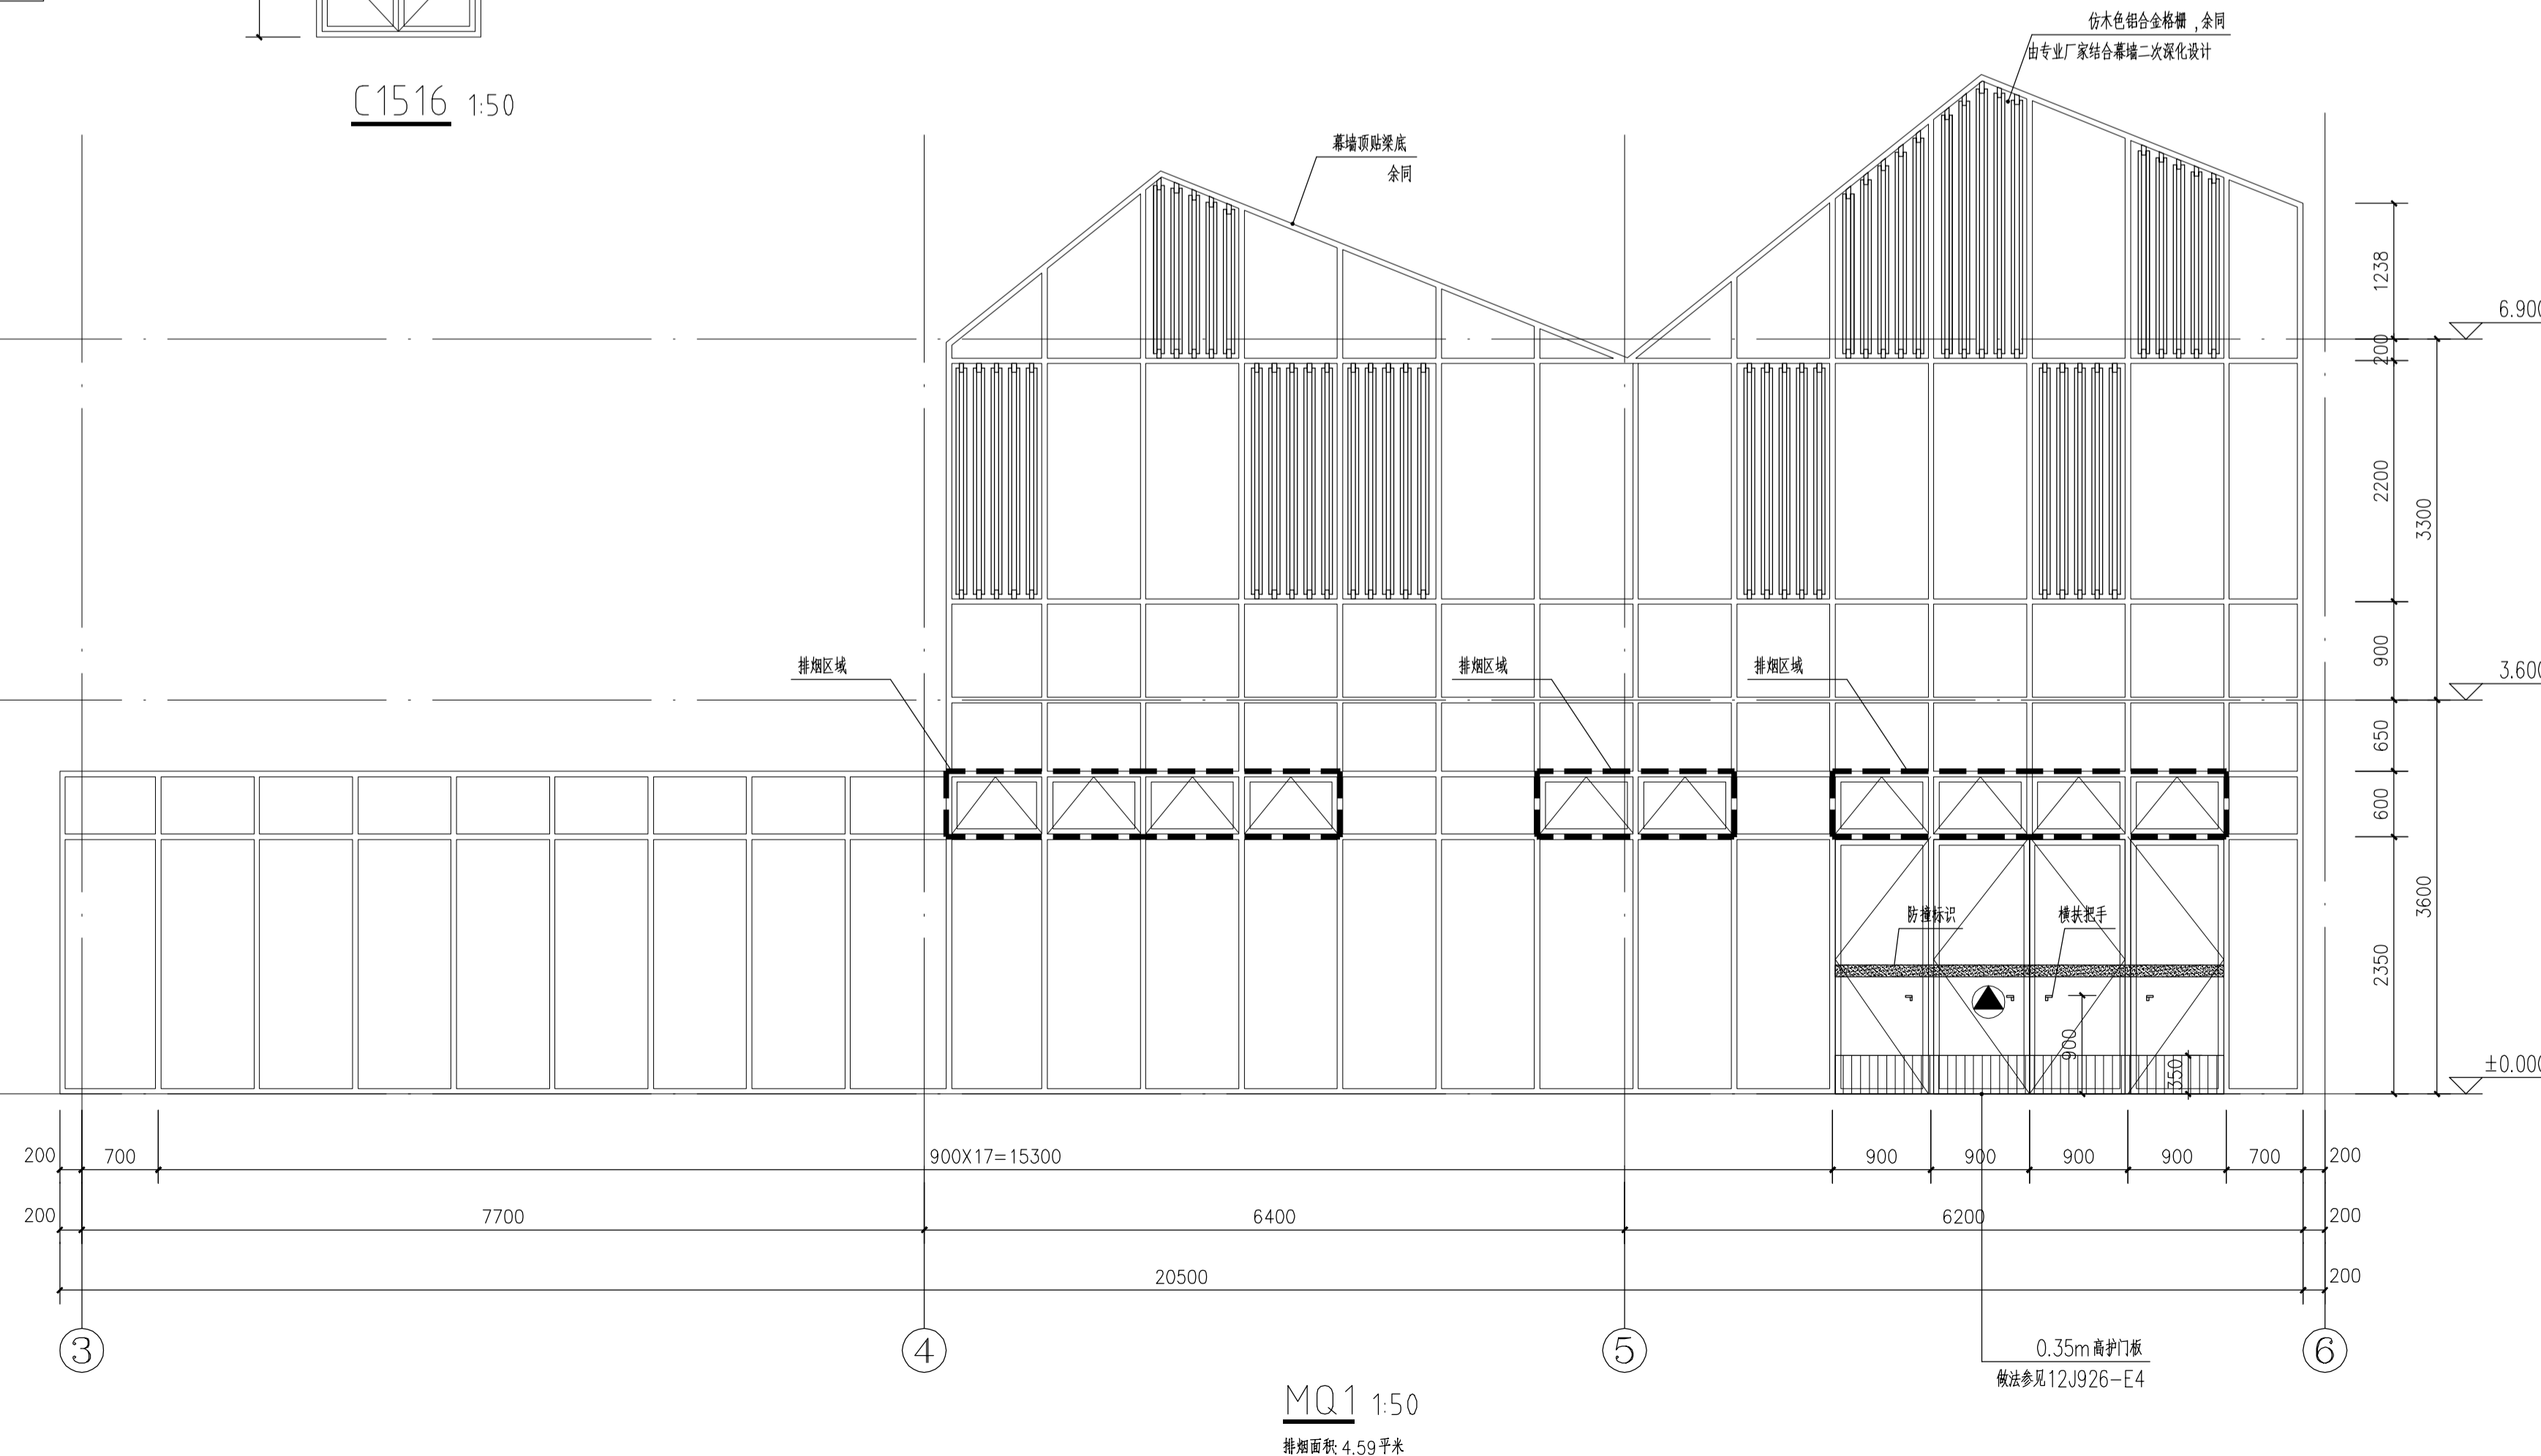 C1516 1:50
仿木色铝合金格栅，余同
由专业厂家结合幕墙二次深化设计
幕墙顶贴梁底
余同
1238
6.900
200
2200
3300
900
3.600
排烟区域
排烟区域
排烟区域
650
600
3600
2350
防撞标识
横扶把手
900
350
±0.000
200
700
900X17=15300
900
900
900
900
700
200
200
7700
6400
6200
200
20500
200
3
4
5
6
0.35m高护门板
做法参见12J926-E4
MQ1 1:50
排烟面积: 4.59平米